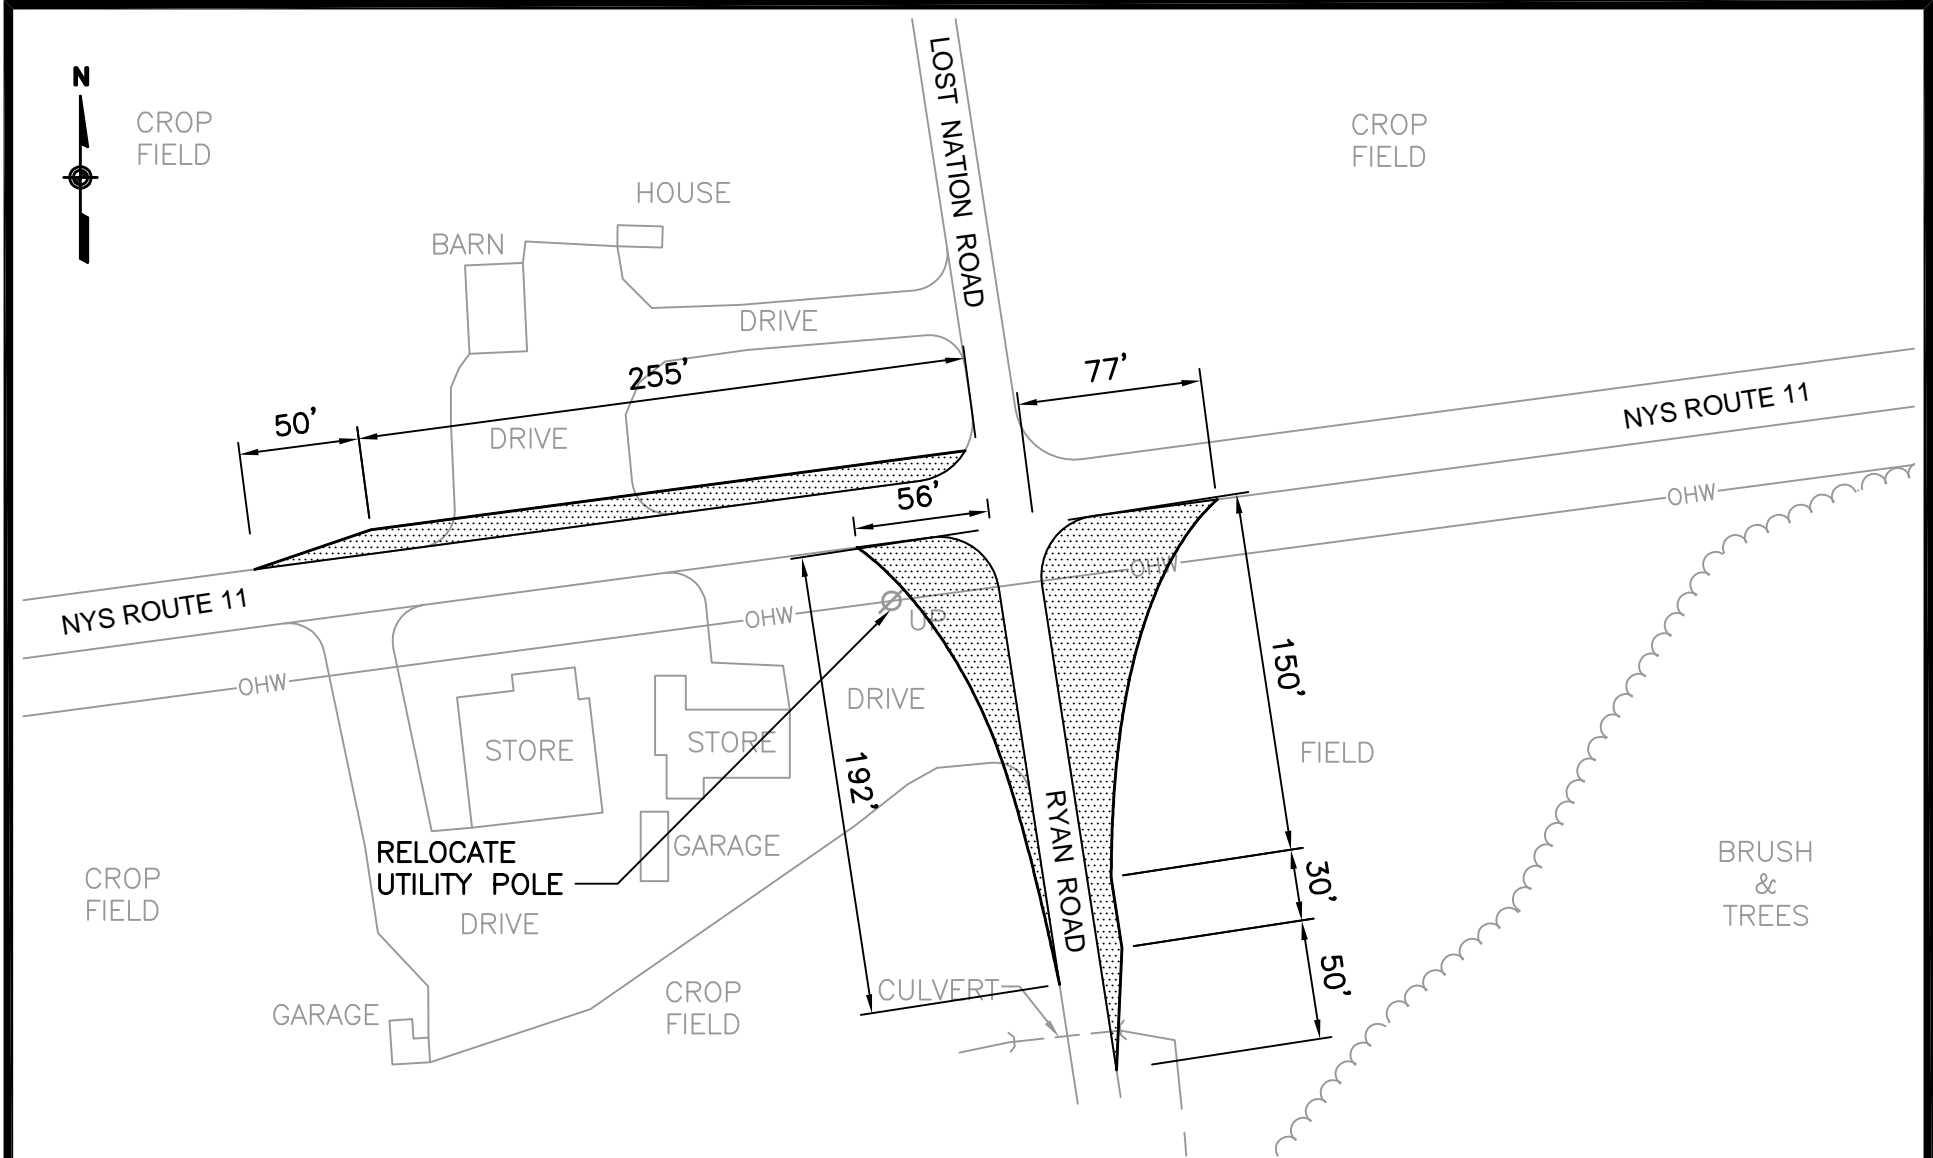 N
CROP
FIELD
LOST NATION ROAD
CROP
FIELD
HOUSE
BARN
DRIVE
255'
77'
50'
DRIVE
NYS ROUTE 11
56'
OHW
OHW
NYS ROUTE 11
OHW
UP
OHW
150'
DRIVE
STORE
STORE
FIELD
192'
RYAN ROAD
GARAGE
RELOCATE
UTILITY POLE
30'
BRUSH
&
TREES
CROP
FIELD
DRIVE
50'
CULVERT
CROP
FIELD
GARAGE